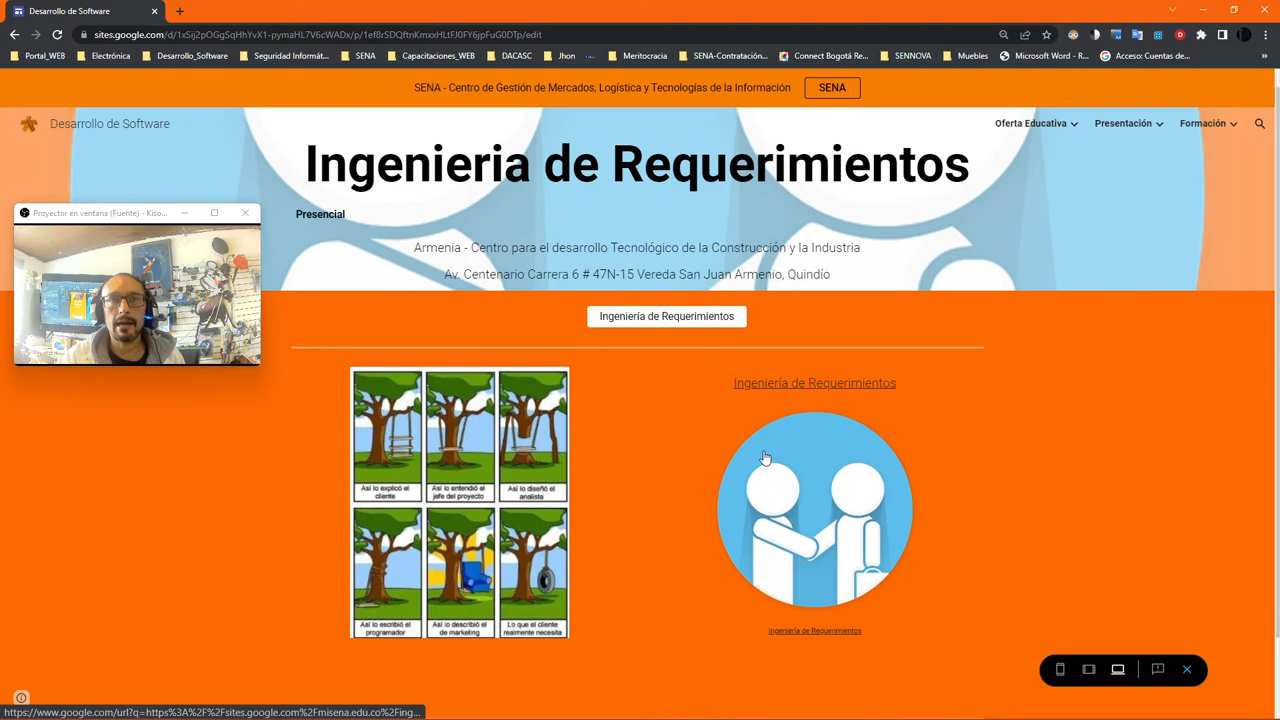 Desarrollo de Software
sites.google.com/d/1xSij2pOGgSqHhYvX1-pymaHL7V6cWADx/p/1ef8rSDQftnKmxxHLtFJ0FY6jpFuG0DTp/edit
Portal_WEB
Electrónica
Desarrollo_Software
Seguridad Informát...
SENA
Capacitaciones_WEB
DACASC
Jhon
Meritocracia
SENA-Contratación...
Connect Bogotá Re...
SENNOVA
Muebles
Microsoft Word - R...
Acceso: Cuentas de...
»
SENA - Centro de Gestión de Mercados, Logística y Tecnologías de la Información
SENA
Desarrollo de Software
Oferta Educativa
Presentación
Formación
Ingenieria de Requerimientos
Presencial
Armenia - Centro para el desarrollo Tecnológico de la Construcción y la Industria
Av. Centenario Carrera 6 # 47N-15 Vereda San Juan Armenio, Quindío
Proyector en ventana (Fuente) - Kiso...
Ingeniería de Requerimientos
Ingeniería de Requerimientos
Así lo explicó el
cliente
Así lo entendió el
jefe del proyecto
Así lo diseñó el
analista
Así lo escribió el
programador
Así lo describió el
de marketing
Lo que el cliente
realmente necesita
Ingeniería de Requerimientos
https://www.google.com/url?q=https%3A%2F%2Fsites.google.com%2Fmisena.edu.co%2Fing...